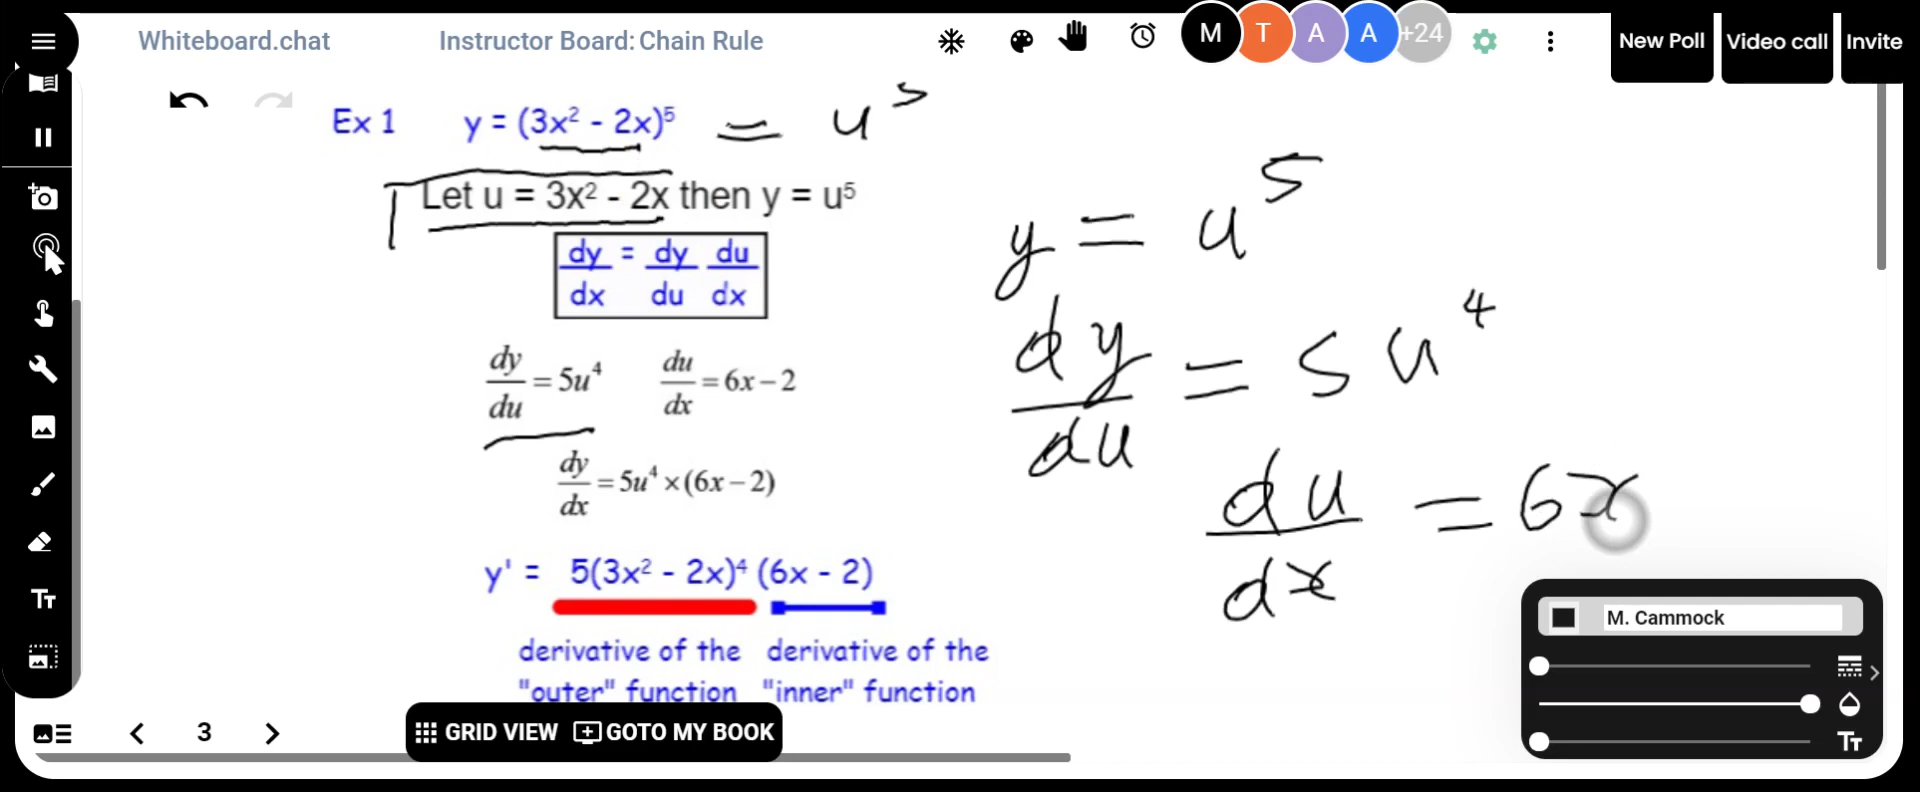 Whiteboard.chat Instructor Board: Chain Rule M T A A +24 New Poll Video call Invite
Ex 1 y = (3x² - 2x)⁵ = u⁵
Let u = 3x² - 2x then y = u⁵
dy/dx = dy/du du/dx
dy/du = 5u⁴ du/dx = 6x − 2
dy/dx = 5u⁴ × (6x − 2)
y' = 5(3x² - 2x)⁴ (6x - 2)
derivative of the "outer" function
derivative of the "inner" function
y = u⁵
dy/du = 5u⁴
du/dx = 6x
M. Cammock
Tт
Tт
3
GRID VIEW GOTO MY BOOK